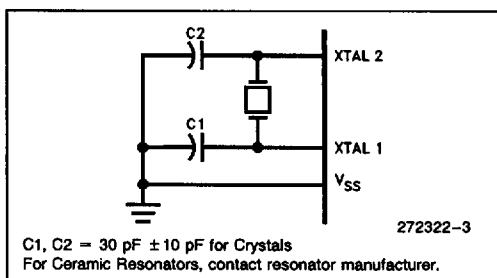 C2
XTAL 2
C1
XTAL 1
VSS
272322–3
C1, C2 = 30 pF ±10 pF for Crystals
For Ceramic Resonators, contact resonator manufacturer.